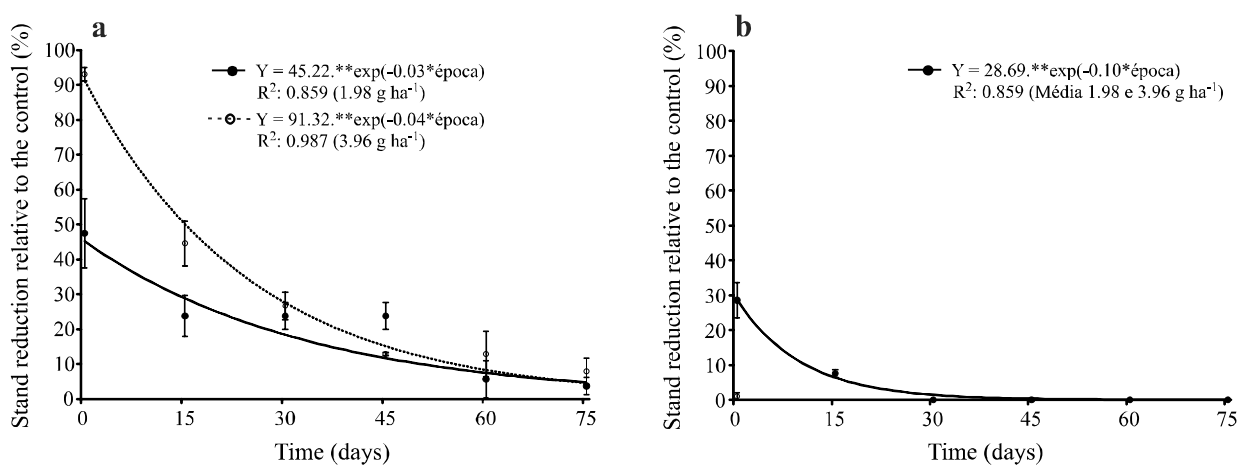 a
Stand reduction relative to the control (%)
100
90
80
70
60
50
40
30
20
10
0
Y = 45.22.**exp(-0.03*época)
R²: 0.859 (1.98 g ha⁻¹)
Y = 91.32.**exp(-0.04*época)
R²: 0.987 (3.96 g ha⁻¹)
0 15 30 45 60 75
Time (days)
b
Stand reduction relative to the control (%)
100
90
80
70
60
50
40
30
20
10
0
Y = 28.69.**exp(-0.10*época)
R²: 0.859 (Média 1.98 e 3.96 g ha⁻¹)
0 15 30 45 60 75
Time (days)